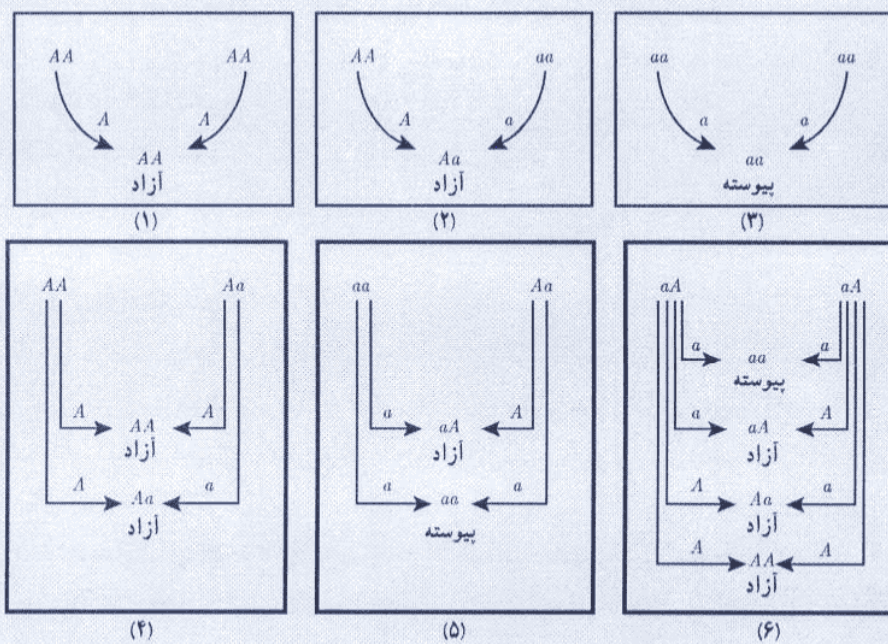 AA AA
A A
AA
آزاد
(۱)
AA aa
A a
Aa
آزاد
(۲)
aa aa
a a
aa
پیوسته
(۳)
AA Aa
A AA A
آزاد
A Aa a
آزاد
(۴)
aa Aa
a aA A
آزاد
a aa a
پیوسته
(۵)
aA aA
a aa a
پیوسته
a aA A
آزاد
A Aa a
آزاد
A AA A
آزاد
(۶)